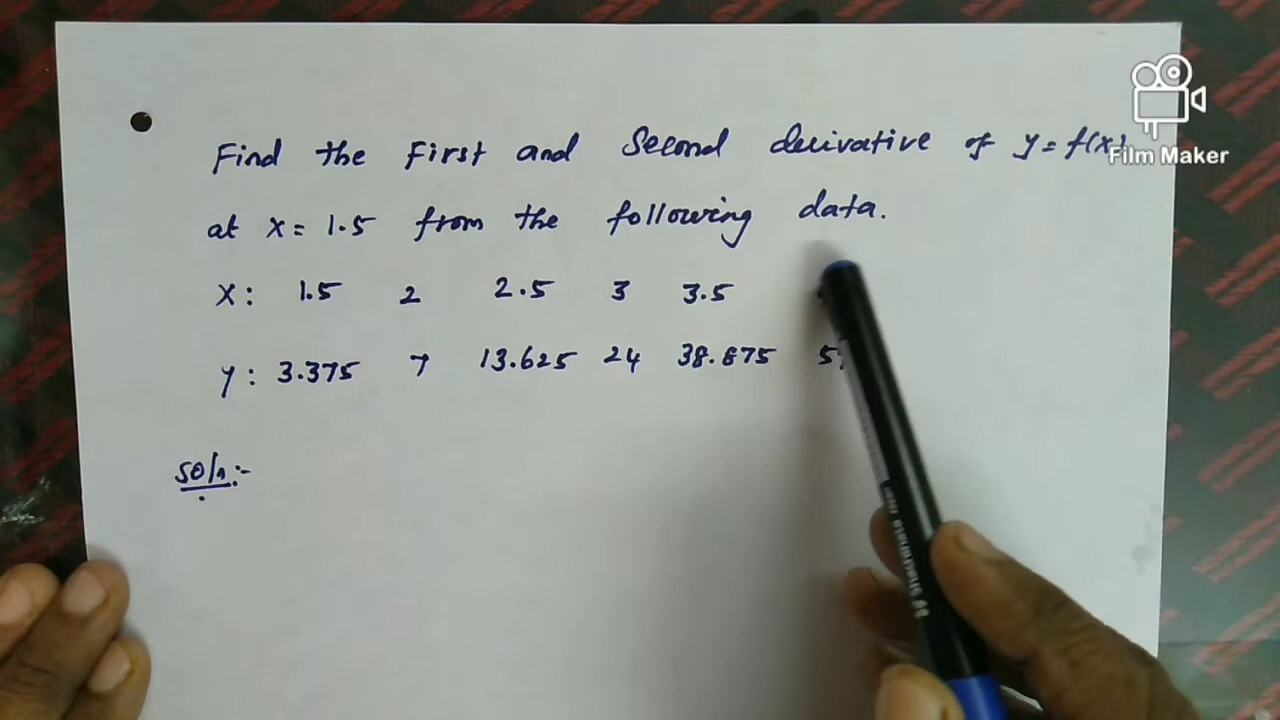 Find the First and Second derivative of y = f(x)
at x = 1.5 from the following data.
x : 1.5 2 2.5 3 3.5
y : 3.375 7 13.625 24 38.875
Soln:-
Film Maker